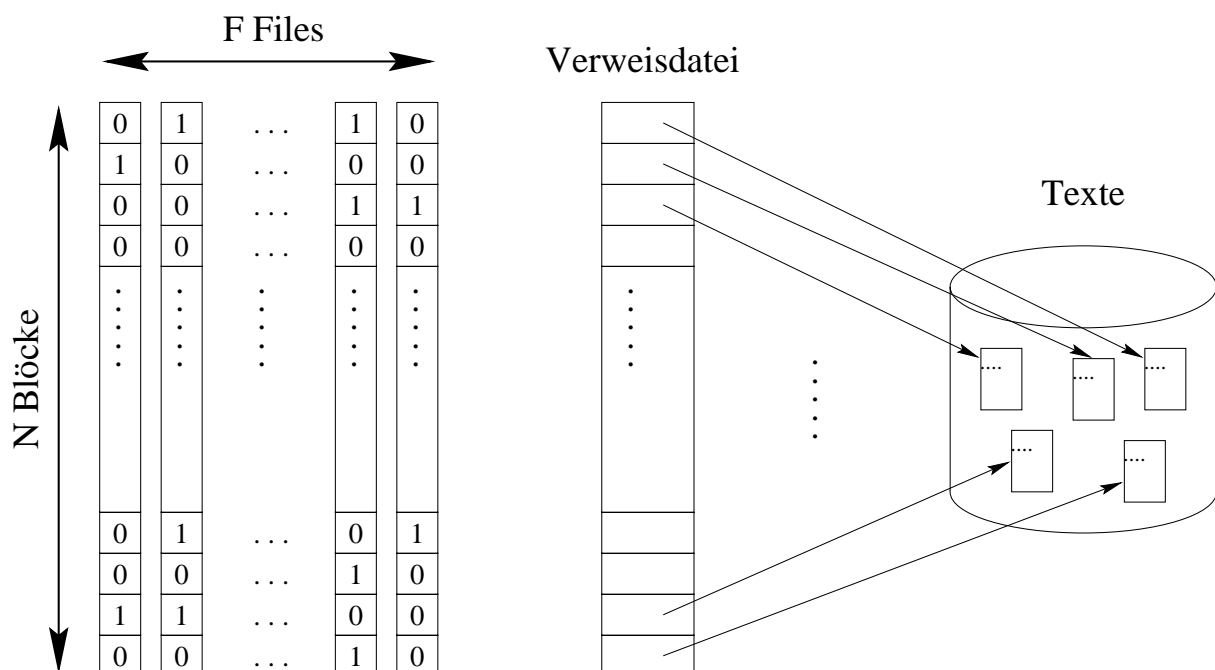 F Files
Verweisdatei
Texte
N Blöcke
0 1 . . . 1 0
1 0 . . . 0 0
0 0 . . . 1 1
0 0 . . . 0 0
0 1 . . . 0 1
0 0 . . . 1 0
1 1 . . . 0 0
0 0 . . . 1 0